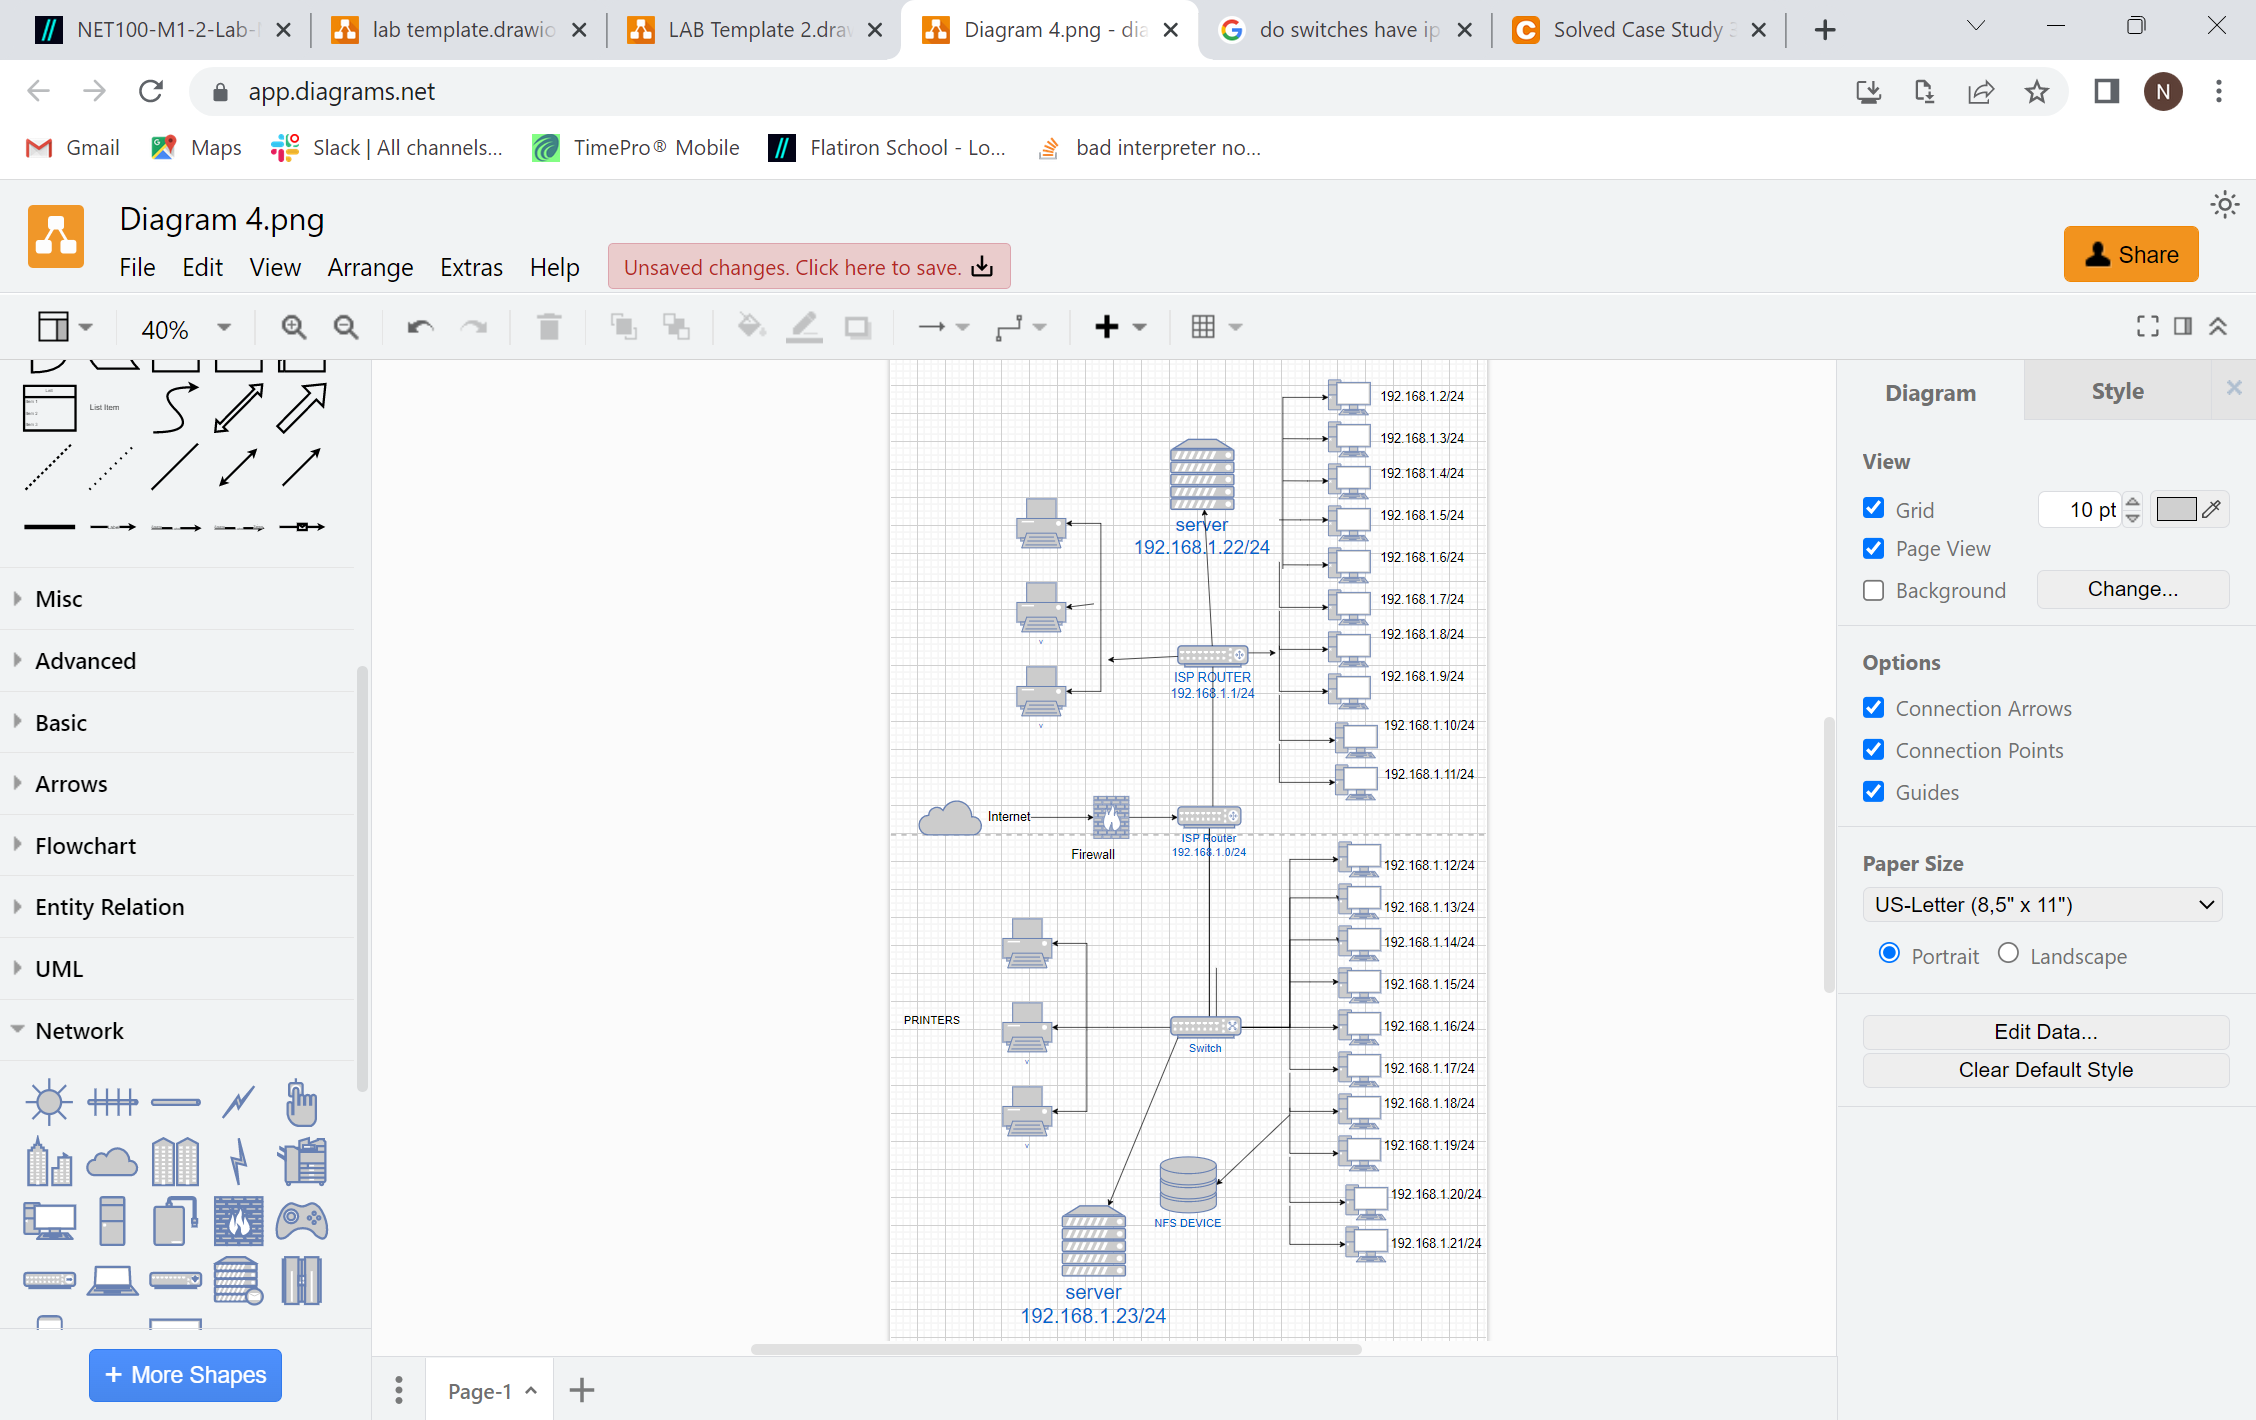 NET100-M1-2-Lab-
lab template.drawio
LAB Template 2.draw
Diagram 4.png - dia
do switches have ip
Solved Case Study 3
app.diagrams.net
N
Gmail
Maps
Slack | All channels...
TimePro® Mobile
Flatiron School - Lo...
bad interpreter no...
Diagram 4.png
File
Edit
View
Arrange
Extras
Help
Unsaved changes. Click here to save.
Share
40%
List Item
Misc
Advanced
Basic
Arrows
Flowchart
Entity Relation
UML
Network
+ More Shapes
192.168.1.2/24
192.168.1.3/24
192.168.1.4/24
192.168.1.5/24
192.168.1.6/24
192.168.1.7/24
192.168.1.8/24
192.168.1.9/24
192.168.1.10/24
192.168.1.11/24
server
192.168.1.22/24
v
v
ISP ROUTER
192.168.1.1/24
Internet
Firewall
ISP Router
192.168.1.0/24
192.168.1.12/24
192.168.1.13/24
192.168.1.14/24
192.168.1.15/24
192.168.1.16/24
192.168.1.17/24
192.168.1.18/24
192.168.1.19/24
192.168.1.20/24
192.168.1.21/24
PRINTERS
Switch
v
v
NFS DEVICE
server
192.168.1.23/24
Page-1
Diagram
Style
View
Grid
10 pt
Page View
Background
Change...
Options
Connection Arrows
Connection Points
Guides
Paper Size
US-Letter (8,5" x 11")
Portrait
Landscape
Edit Data...
Clear Default Style